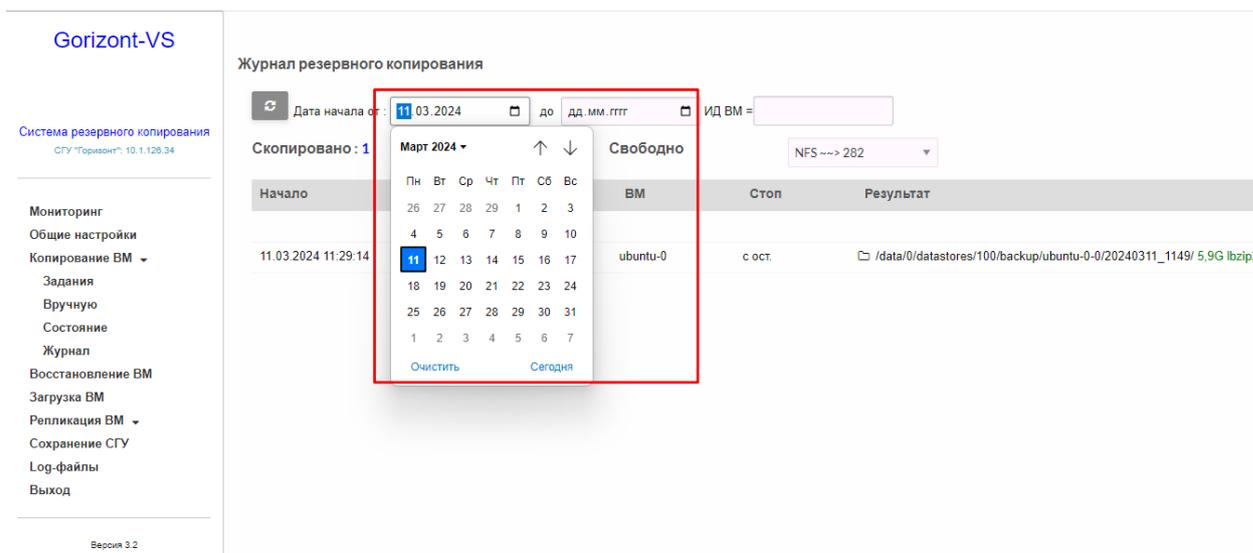 Gorizont-VS
Система резервного копирования
СГУ "Горизонт": 10.1.126.34
Мониторинг
Общие настройки
Копирование ВМ
Задания
Вручную
Состояние
Журнал
Восстановление ВМ
Загрузка ВМ
Репликация ВМ
Сохранение СГУ
Log-файлы
Выход
Версия 3.2
Журнал резервного копирования
Дата начала от : 11.03.2024 до дд.мм.гггг ИД ВМ =
Скопировано : 1 Свободно NFS ~~> 282
Начало ВМ Стоп Результат
11.03.2024 11:29:14 ubuntu-0 с ост. /data/0/datastores/100/backup/ubuntu-0-0/20240311_1149/ 5,9G lbzip
Март 2024
Пн Вт Ср Чт Пт Сб Вс
26 27 28 29 1 2 3
4 5 6 7 8 9 10
11 12 13 14 15 16 17
18 19 20 21 22 23 24
25 26 27 28 29 30 31
1 2 3 4 5 6 7
Очистить Сегодня